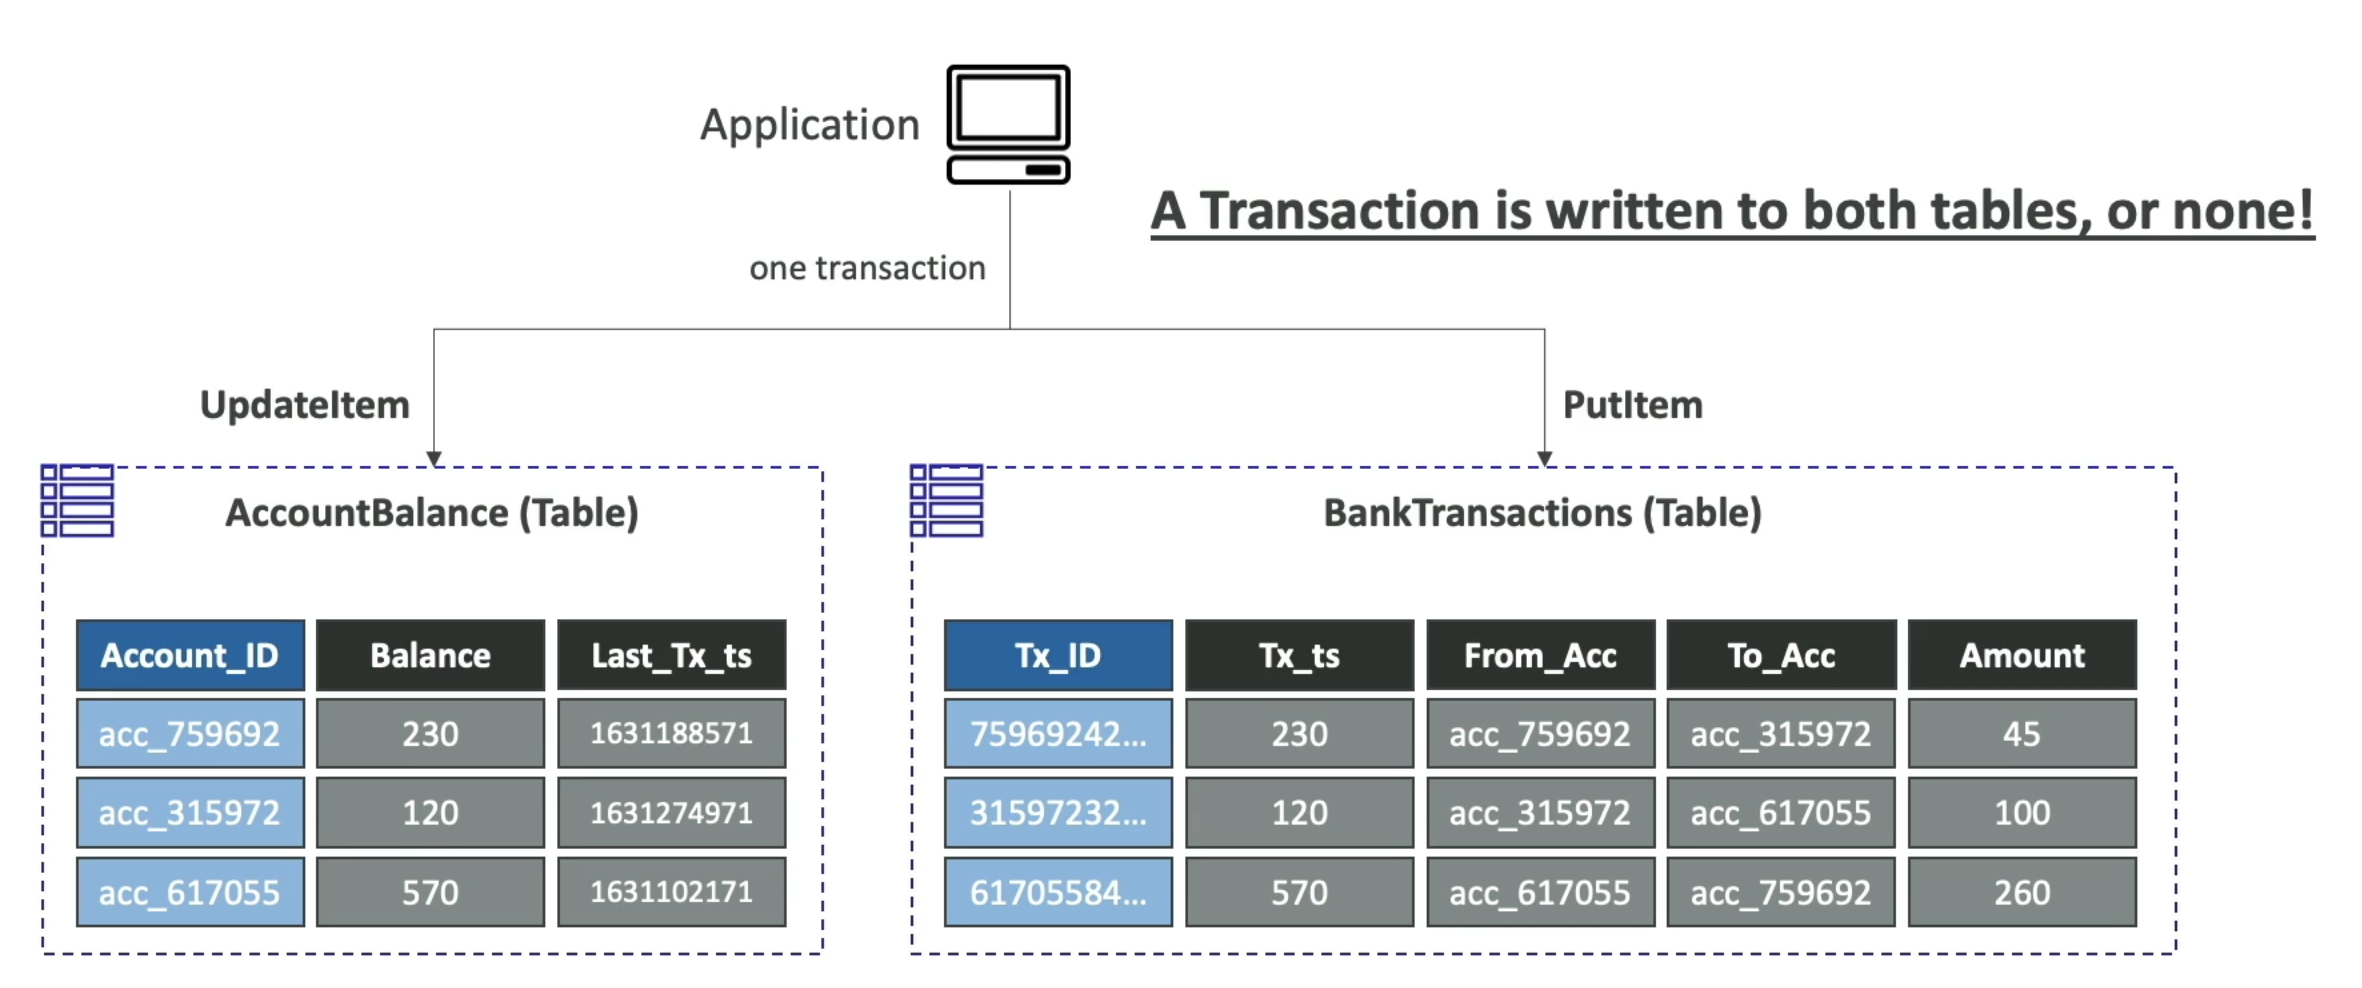 Application
A Transaction is written to both tables, or none!
one transaction
UpdateItem
PutItem
AccountBalance (Table)
Account_ID Balance Last_Tx_ts
acc_759692 230 1631188571
acc_315972 120 1631274971
acc_617055 570 1631102171
BankTransactions (Table)
Tx_ID Tx_ts From_Acc To_Acc Amount
75969242... 230 acc_759692 acc_315972 45
31597232... 120 acc_315972 acc_617055 100
61705584... 570 acc_617055 acc_759692 260